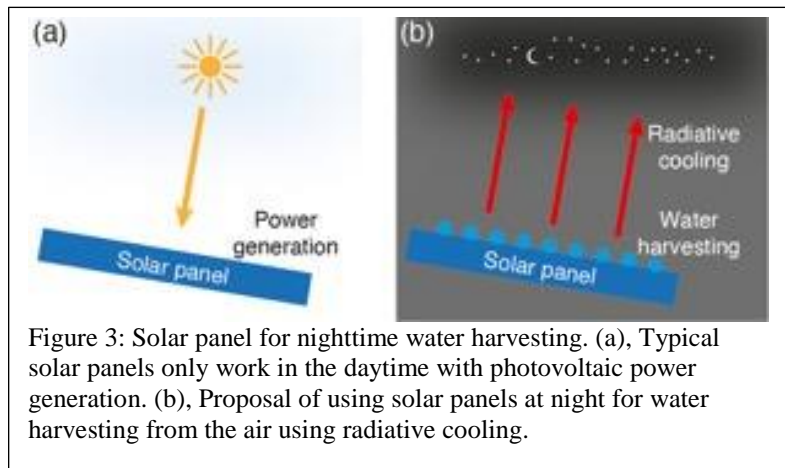 (a)
Power
generation
Solar panel
(b)
Radiative
cooling
Water
harvesting
Solar panel
Figure 3: Solar panel for nighttime water harvesting. (a), Typical
solar panels only work in the daytime with photovoltaic power
generation. (b), Proposal of using solar panels at night for water
harvesting from the air using radiative cooling.